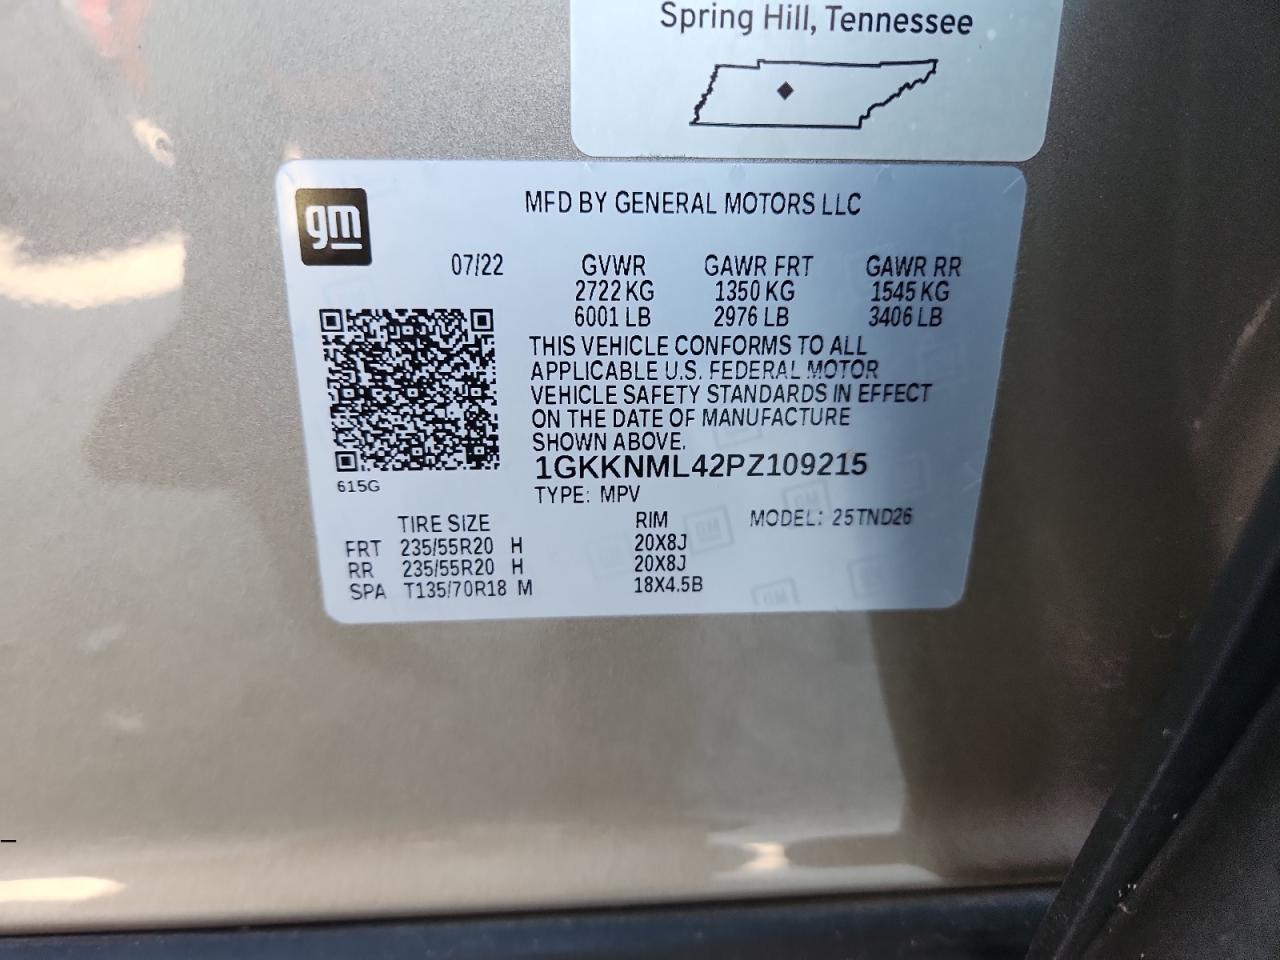 Spring Hill, Tennessee
gm
MFD BY GENERAL MOTORS LLC
07/22 GVWR GAWR FRT GAWR RR
2722 KG 1350 KG 1545 KG
6001 LB 2976 LB 3406 LB
THIS VEHICLE CONFORMS TO ALL
APPLICABLE U.S. FEDERAL MOTOR
VEHICLE SAFETY STANDARDS IN EFFECT
ON THE DATE OF MANUFACTURE
SHOWN ABOVE.
1GKKNML42PZ109215
615G
TYPE: MPV
TIRE SIZE RIM MODEL: 25TND26
FRT 235/55R20 H 20X8J
RR 235/55R20 H 20X8J
SPA T135/70R18 M 18X4.5B